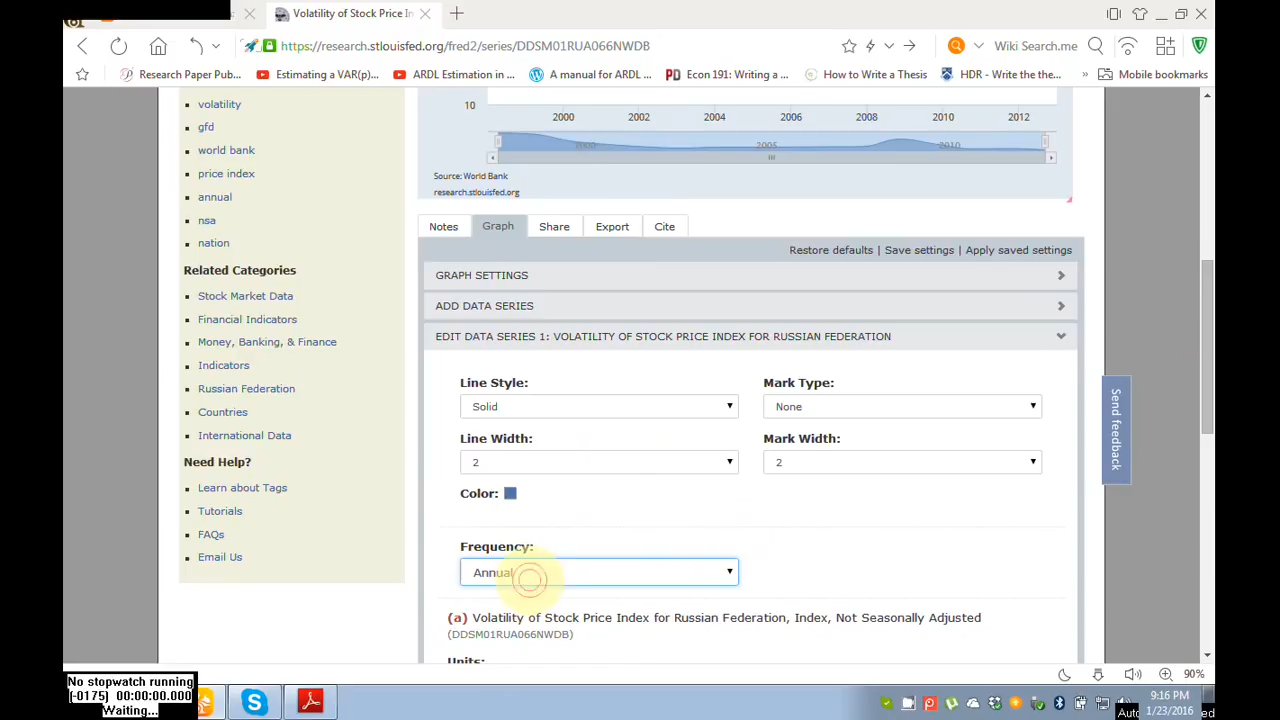 Volatility of Stock Price In
https://research.stlouisfed.org/fred2/series/DDSM01RUA066NWDB
Wiki Search.me
Research Paper Pub...
Estimating a VAR(p)...
ARDL Estimation in ...
A manual for ARDL ...
Econ 191: Writing a ...
How to Write a Thesis
HDR - Write the the...
» Mobile bookmarks
volatility
gfd
world bank
price index
annual
nsa
nation
Related Categories
Stock Market Data
Financial Indicators
Money, Banking, & Finance
Indicators
Russian Federation
Countries
International Data
Need Help?
Learn about Tags
Tutorials
FAQs
Email Us
10
2000 2002 2004 2006 2008 2010 2012
2000 2005 2010
Source: World Bank
research.stlouisfed.org
Notes Graph Share Export Cite
Restore defaults | Save settings | Apply saved settings
GRAPH SETTINGS
ADD DATA SERIES
EDIT DATA SERIES 1: VOLATILITY OF STOCK PRICE INDEX FOR RUSSIAN FEDERATION
Line Style: Mark Type:
Solid None
Line Width: Mark Width:
2 2
Color:
Frequency:
Annual
(a) Volatility of Stock Price Index for Russian Federation, Index, Not Seasonally Adjusted
(DDSM01RUA066NWDB)
Units:
Send feedback
90%
No stopwatch running
(-0175) 00:00:00.000
Waiting...
9:16 PM
1/23/2016